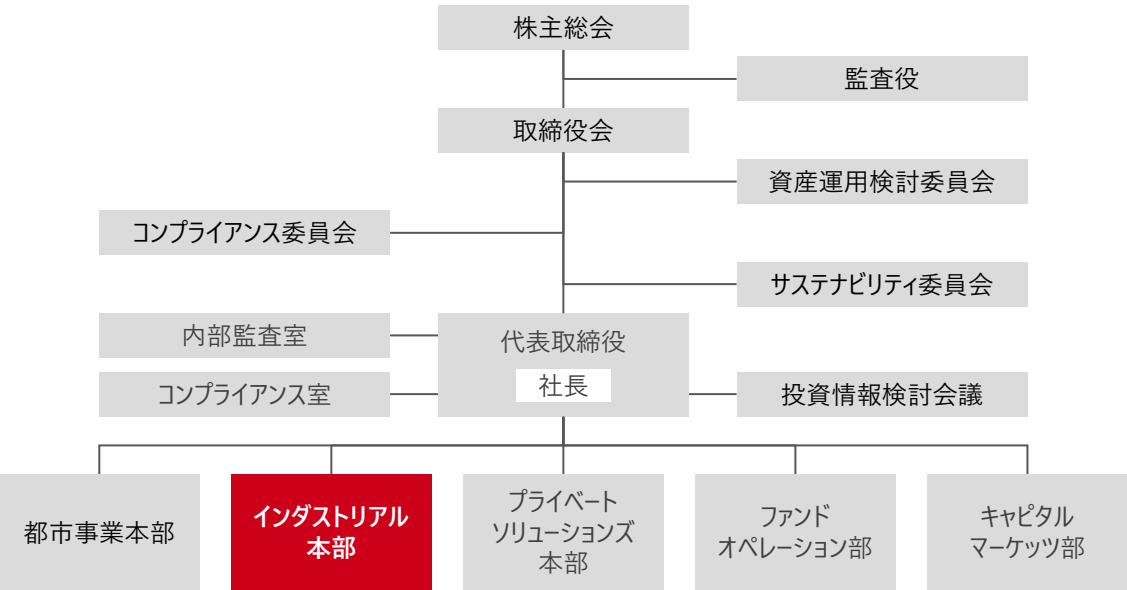 株主総会
監査役
取締役会
資産運用検討委員会
コンプライアンス委員会
サステナビリティ委員会
内部監査室
代表取締役
社長
コンプライアンス室
投資情報検討会議
都市事業本部
インダストリアル
本部
プライベート
ソリューションズ
本部
ファンド
オペレーション部
キャピタル
マーケッツ部